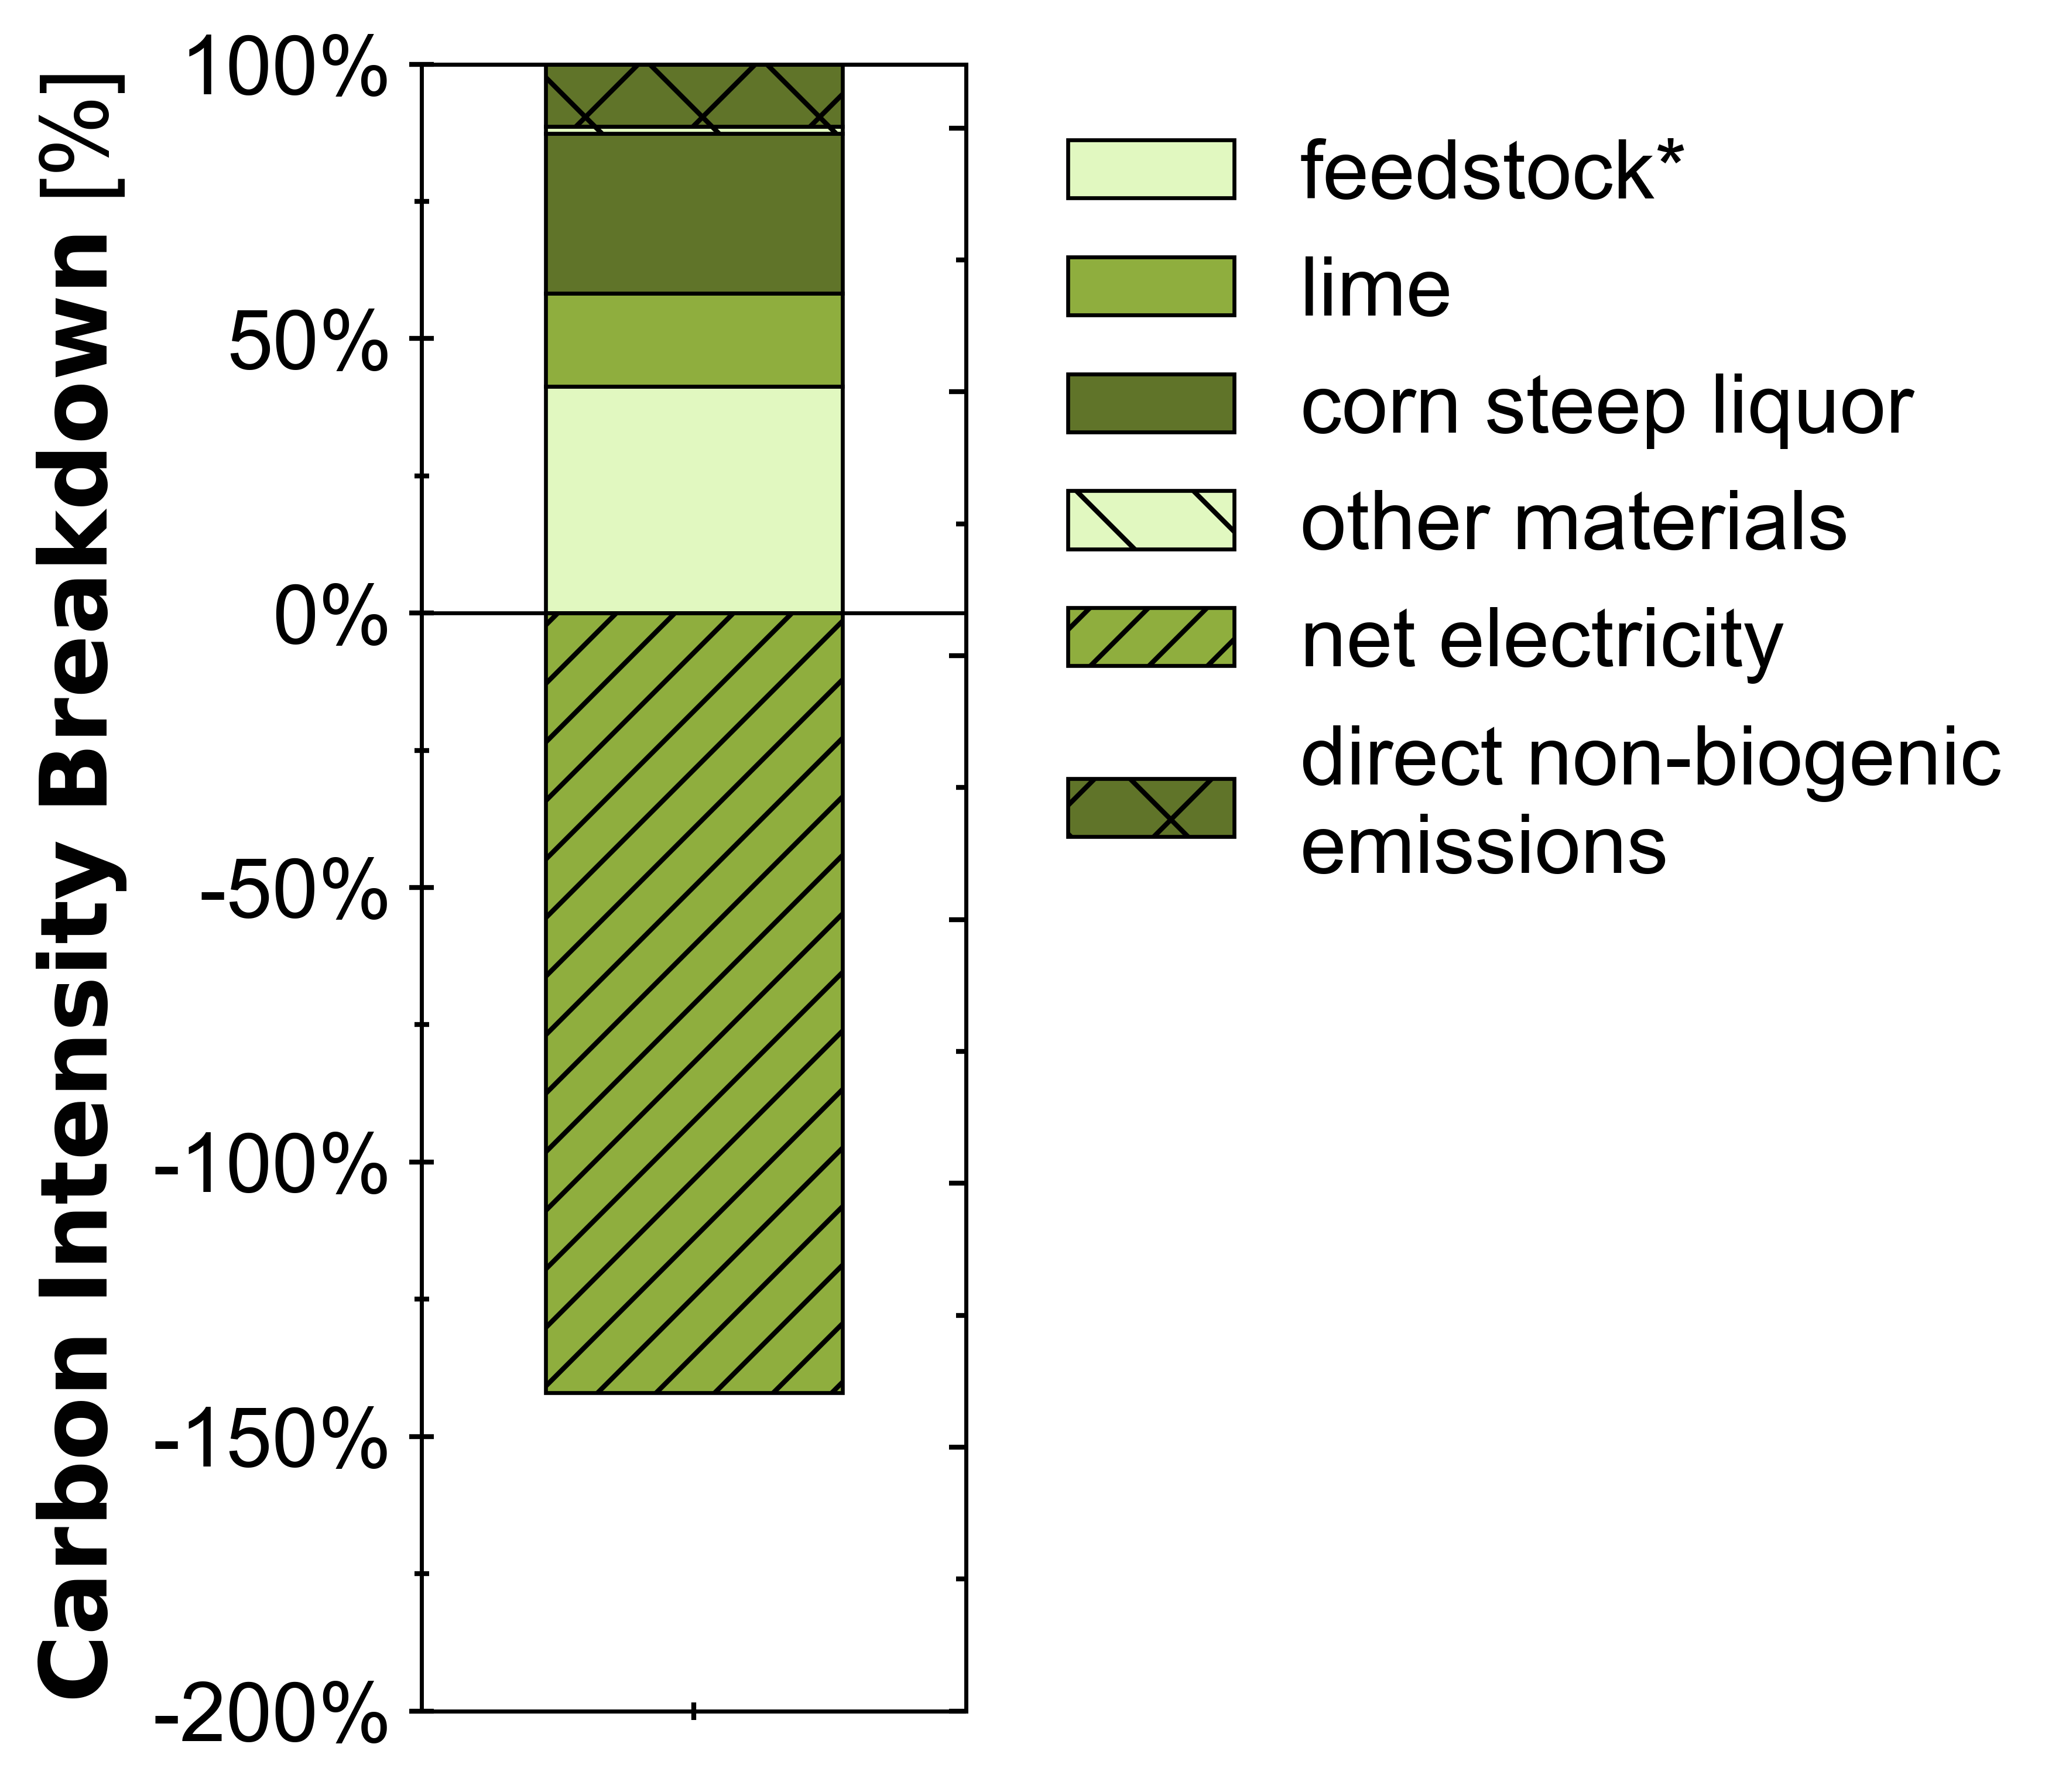 Carbon Intensity Breakdown [%]
100%
50%
0%
-50%
-100%
-150%
-200%
feedstock*
lime
corn steep liquor
other materials
net electricity
direct non-biogenic
emissions